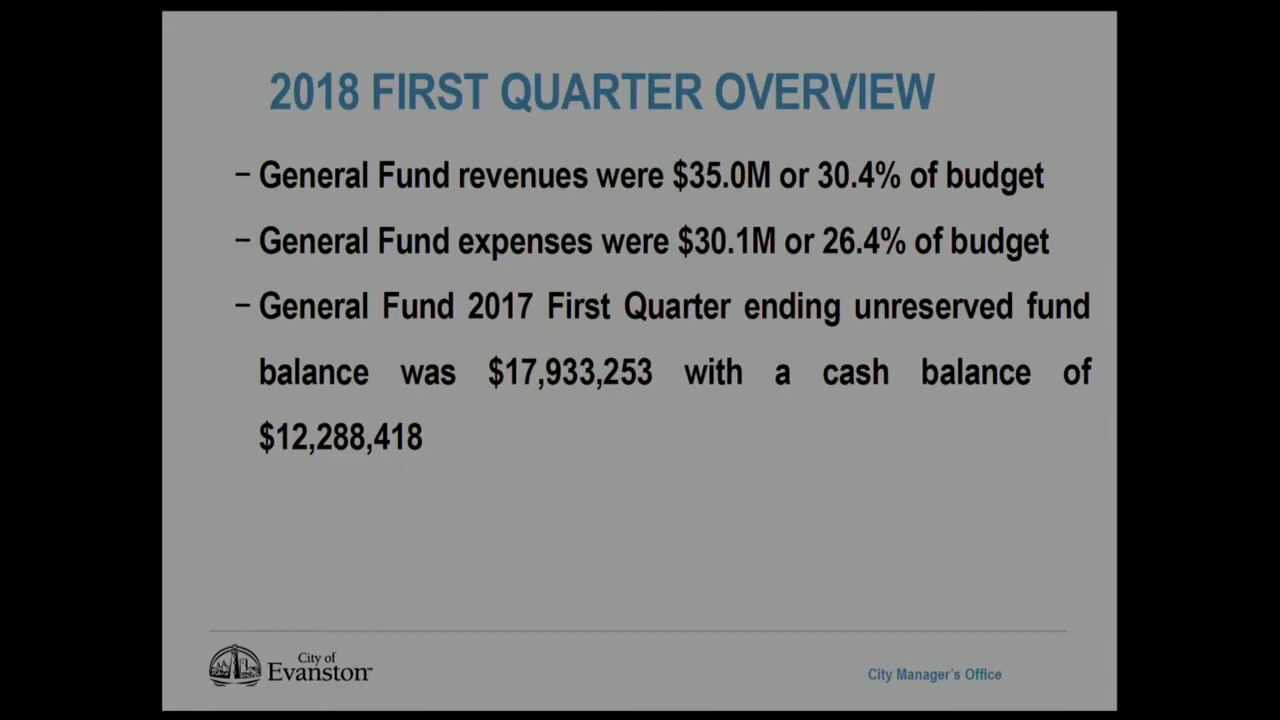 2018 FIRST QUARTER OVERVIEW
– General Fund revenues were $35.0M or 30.4% of budget
– General Fund expenses were $30.1M or 26.4% of budget
– General Fund 2017 First Quarter ending unreserved fund
balance was $17,933,253 with a cash balance of
$12,288,418
City of
Evanston™
City Manager's Office